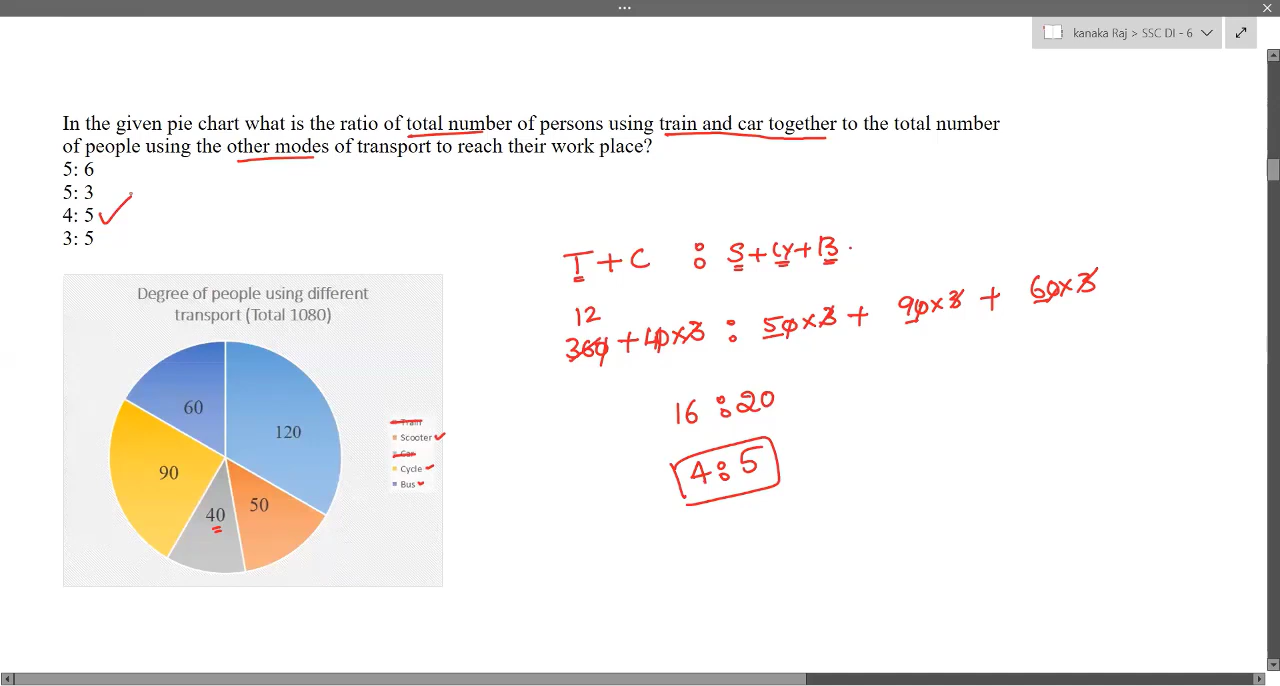 kanaka Raj > SSC DI - 6
In the given pie chart what is the ratio of total number of persons using train and car together to the total number
of people using the other modes of transport to reach their work place?
5: 6
5: 3
4: 5
3: 5
T + C : S + CY + B
12
360 + 40×3 : 50×3 + 90×3 + 60×3
16 : 20
4 : 5
Degree of people using different
transport (Total 1080)
60
120
90
50
40
Train
Scooter
Car
Cycle
Bus